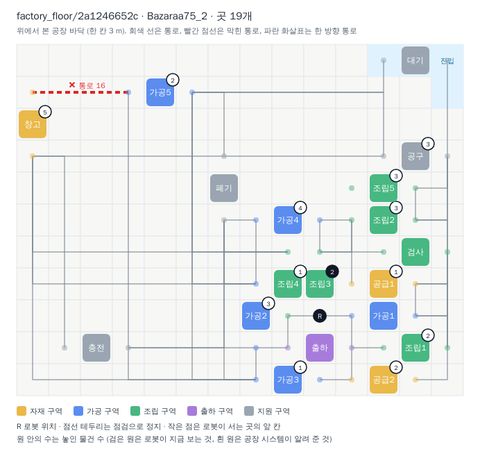 factory_floor/2a1246652c · Bazaraa75_2 · 곳 19개
위에서 본 공장 바닥 (한 칸 3 m). 회색 선은 통로, 빨간 점선은 막힌 통로, 파란 화살표는 한 방향 통로
대기
전립
✖ 통로 16
가공5
2
창고
5
공구
3
폐기
조립5
3
가공4
4
조립2
3
검사
조립4
1
조립3
2
공급1
1
가공2
3
R
가공1
충전
출하
조립1
2
가공3
1
공급2
2
자재 구역
가공 구역
조립 구역
출하 구역
지원 구역
R 로봇 위치 · 점선 테두리는 점검으로 정지 · 작은 점은 로봇이 서는 곳의 앞 칸
원 안의 수는 놓인 물건 수 (검은 원은 로봇이 지금 보는 것, 흰 원은 공장 시스템이 알려 준 것)